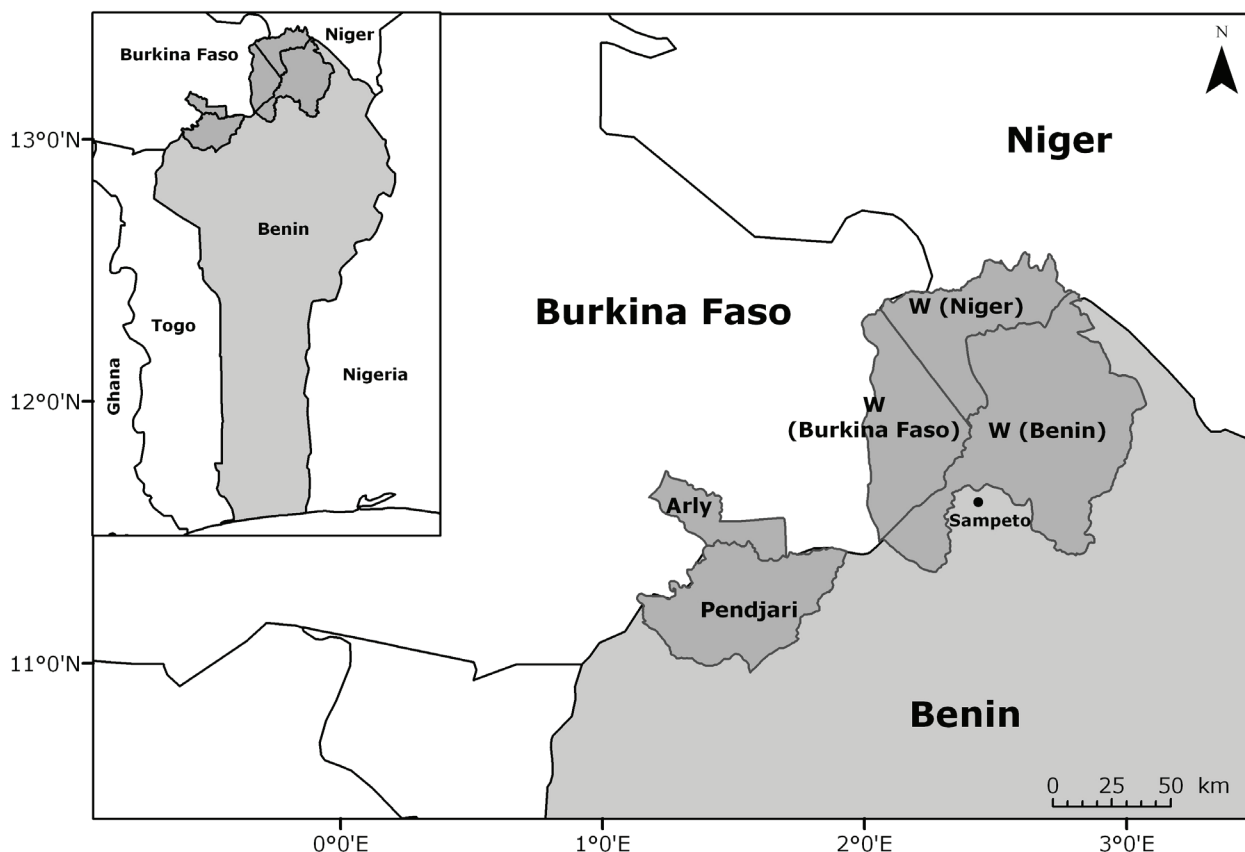 Niger
Burkina Faso
Benin
Togo
Ghana
Nigeria
N
Niger
Burkina Faso
W (Niger)
W
(Burkina Faso)
W (Benin)
Arly
Sampeto
Pendjari
Benin
0 25 50 km
13°0'N
12°0'N
11°0'N
0°0'E 1°0'E 2°0'E 3°0'E